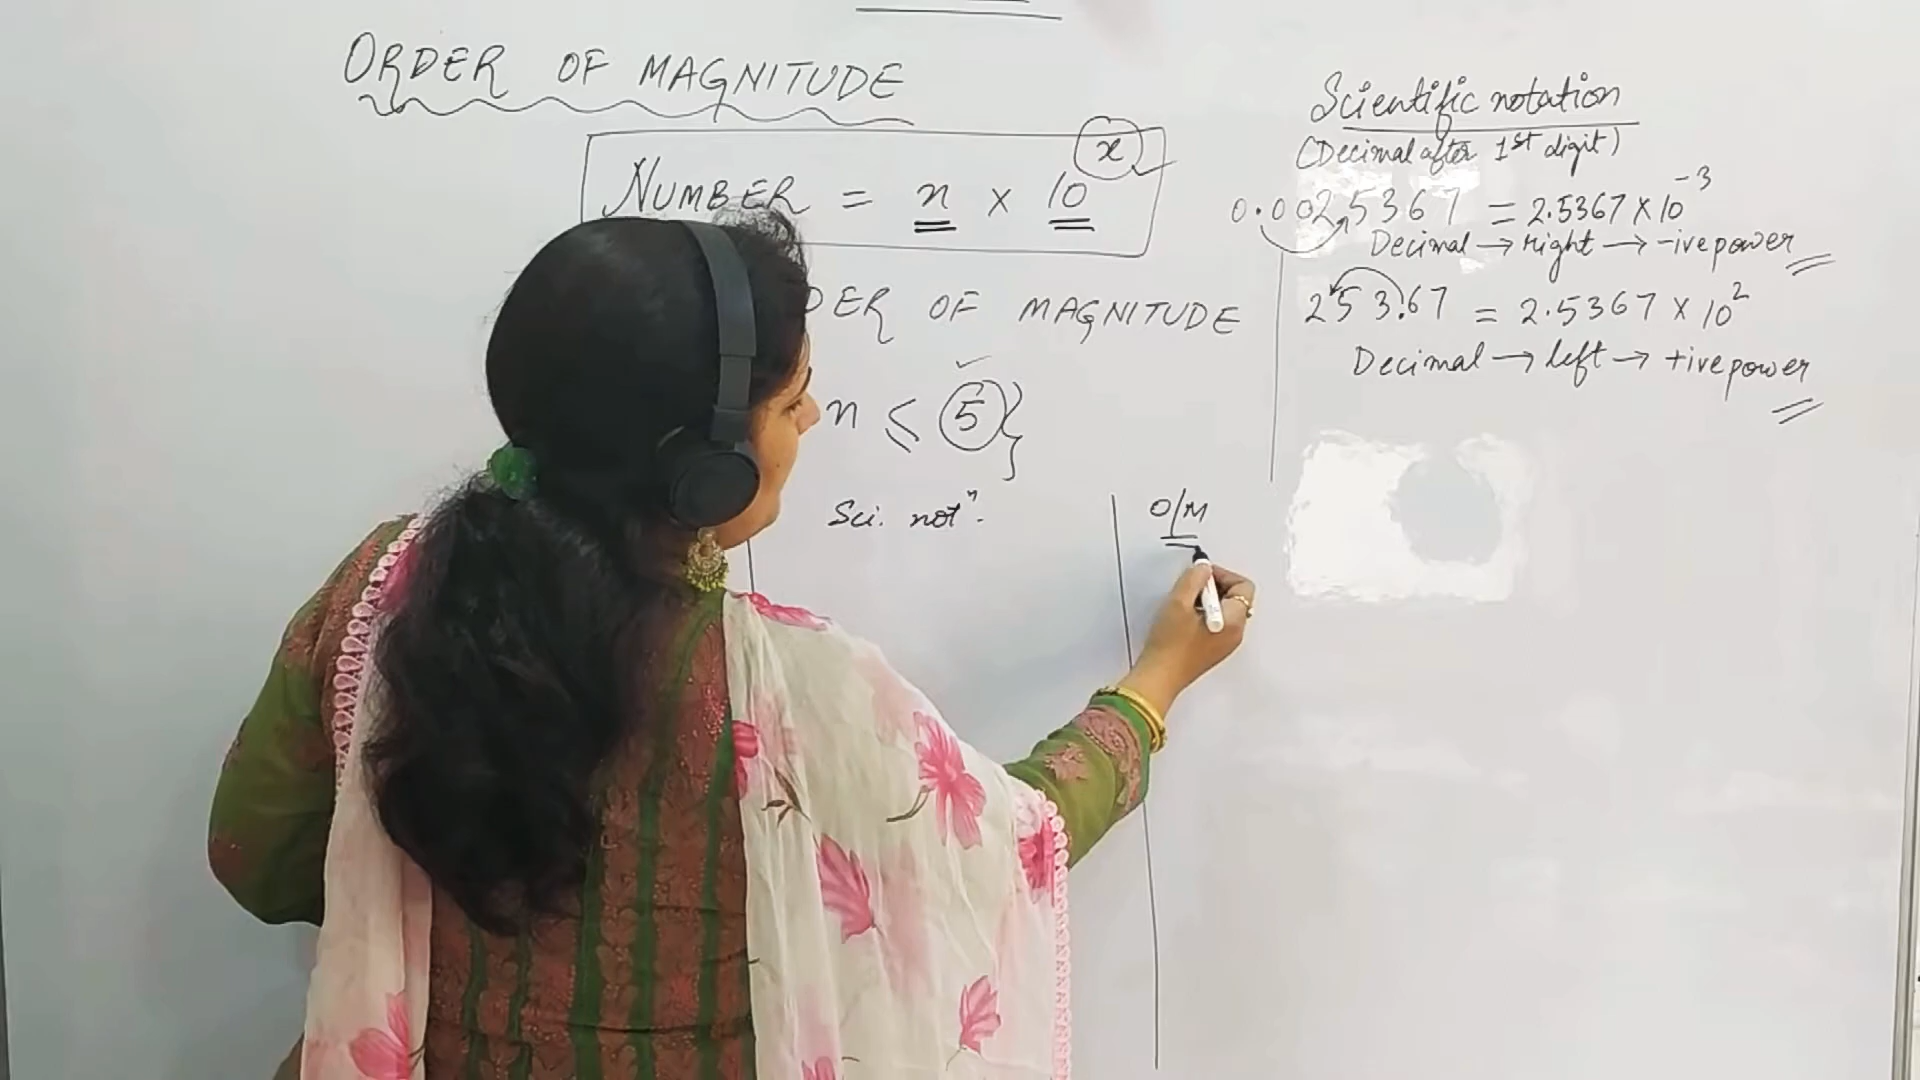 ORDER OF MAGNITUDE
NUMBER = n × 10^x
DER OF MAGNITUDE
n ≤ 5}
Sci. notⁿ.
O/M
Scientific notation
(Decimal after 1st digit)
0.0025367 = 2.5367 × 10^-3
Decimal → right → -ive power
253.67 = 2.5367 × 10^2
Decimal → left → +ive power